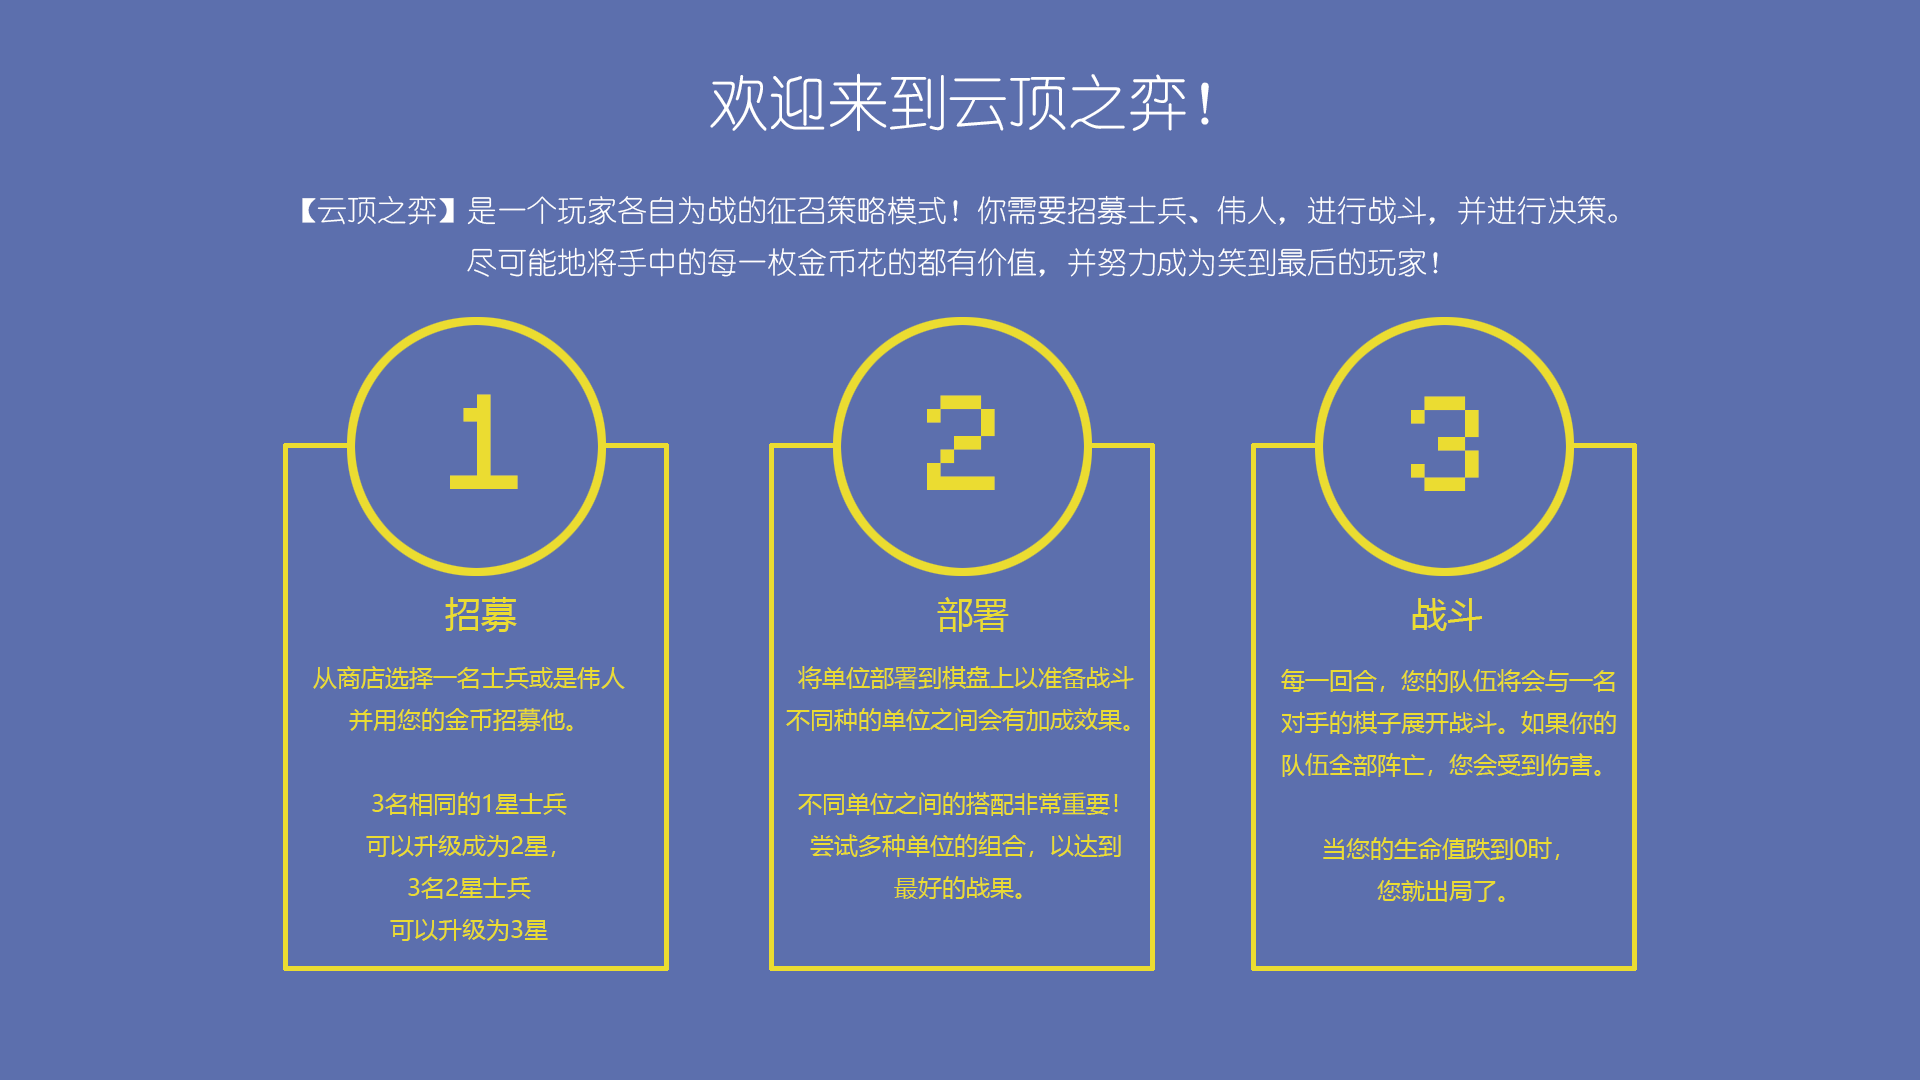 欢迎来到云顶之弈！
【云顶之弈】是一个玩家各自为战的征召策略模式！你需要招募士兵、伟人，进行战斗，并进行决策。
尽可能地将手中的每一枚金币花的都有价值，并努力成为笑到最后的玩家！
1
招募
从商店选择一名士兵或是伟人
并用您的金币招募他。
3名相同的1星士兵
可以升级成为2星，
3名2星士兵
可以升级为3星
2
部署
将单位部署到棋盘上以准备战斗
不同种的单位之间会有加成效果。
不同单位之间的搭配非常重要！
尝试多种单位的组合，以达到
最好的战果。
3
战斗
每一回合，您的队伍将会与一名
对手的棋子展开战斗。如果你的
队伍全部阵亡，您会受到伤害。
当您的生命值跌到0时，
您就出局了。